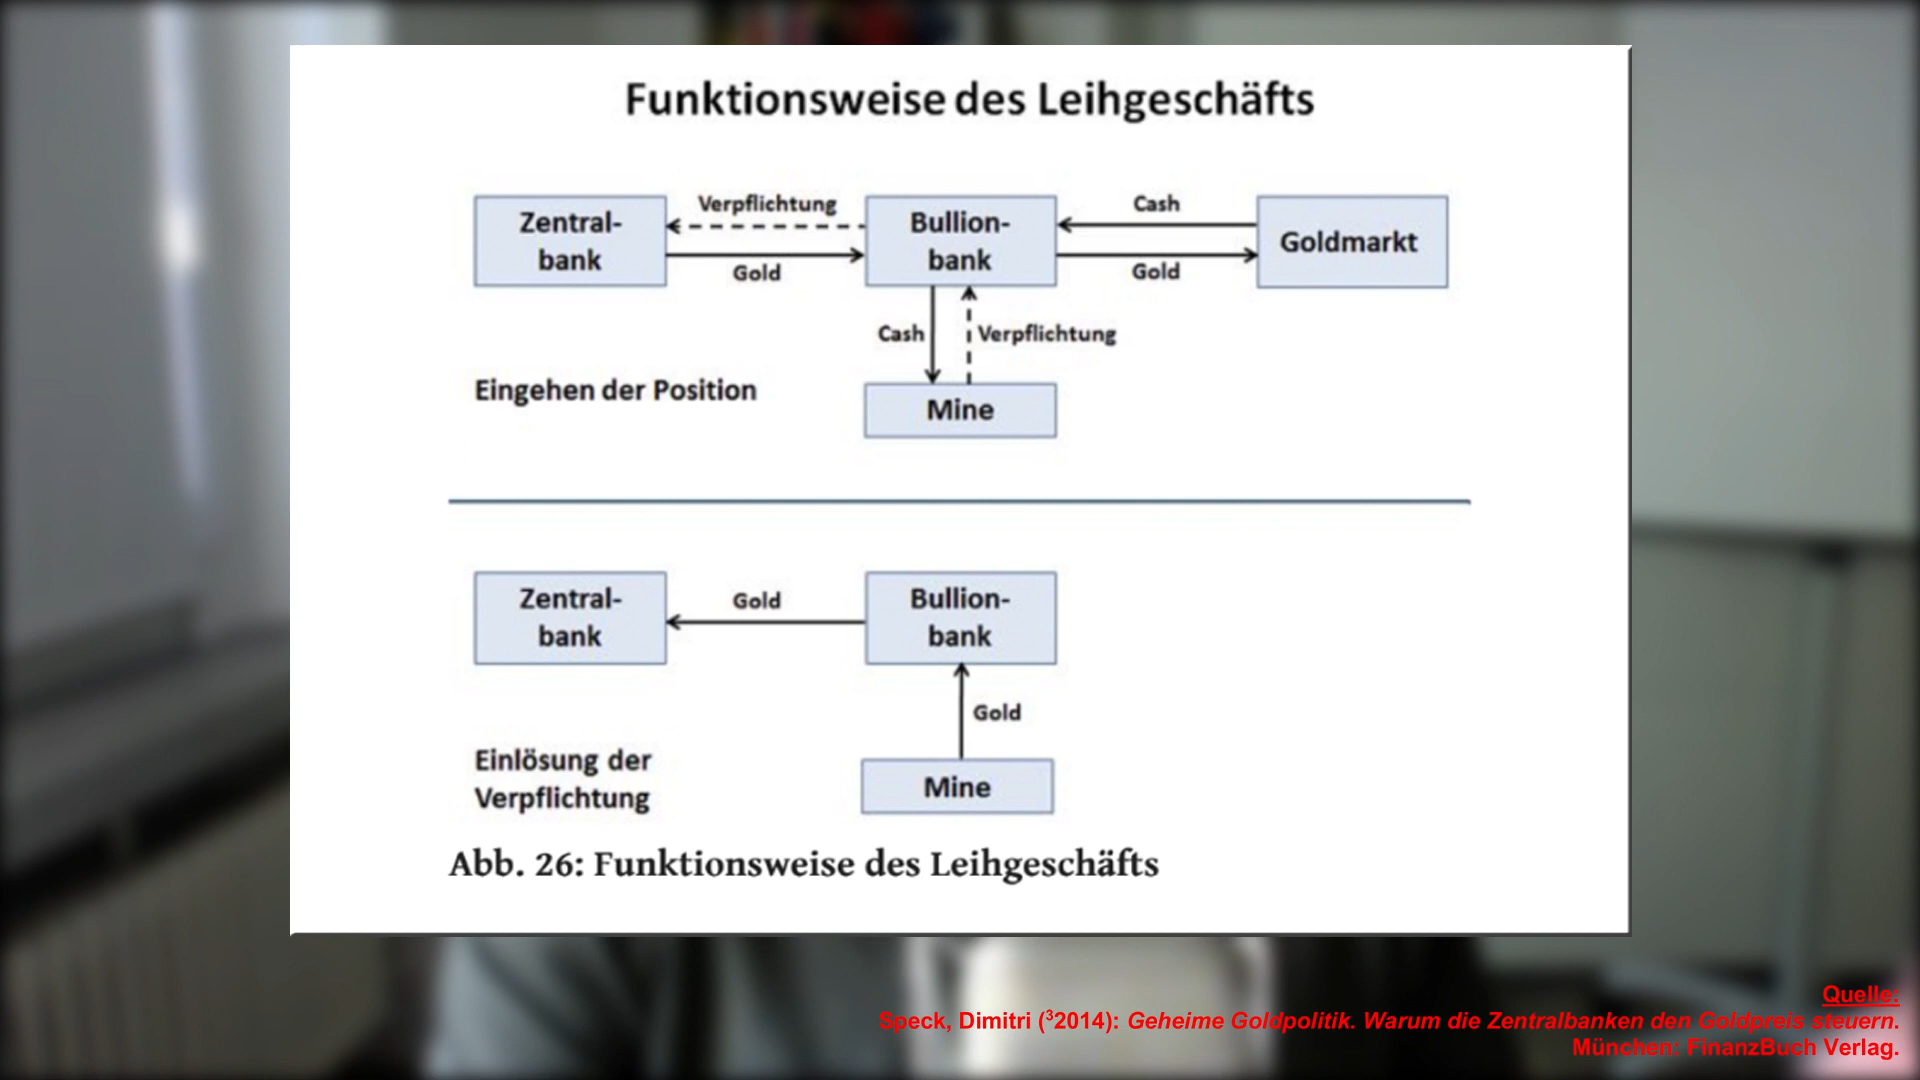 Funktionsweise des Leihgeschäfts
Verpflichtung
Cash
Zentral-
bank
Bullion-
bank
Goldmarkt
Gold
Gold
Cash
Verpflichtung
Eingehen der Position
Mine
Zentral-
bank
Gold
Bullion-
bank
Gold
Einlösung der
Verpflichtung
Mine
Abb. 26: Funktionsweise des Leihgeschäfts
Quelle:
Speck, Dimitri (³2014): Geheime Goldpolitik. Warum die Zentralbanken den Goldpreis steuern.
München: FinanzBuch Verlag.